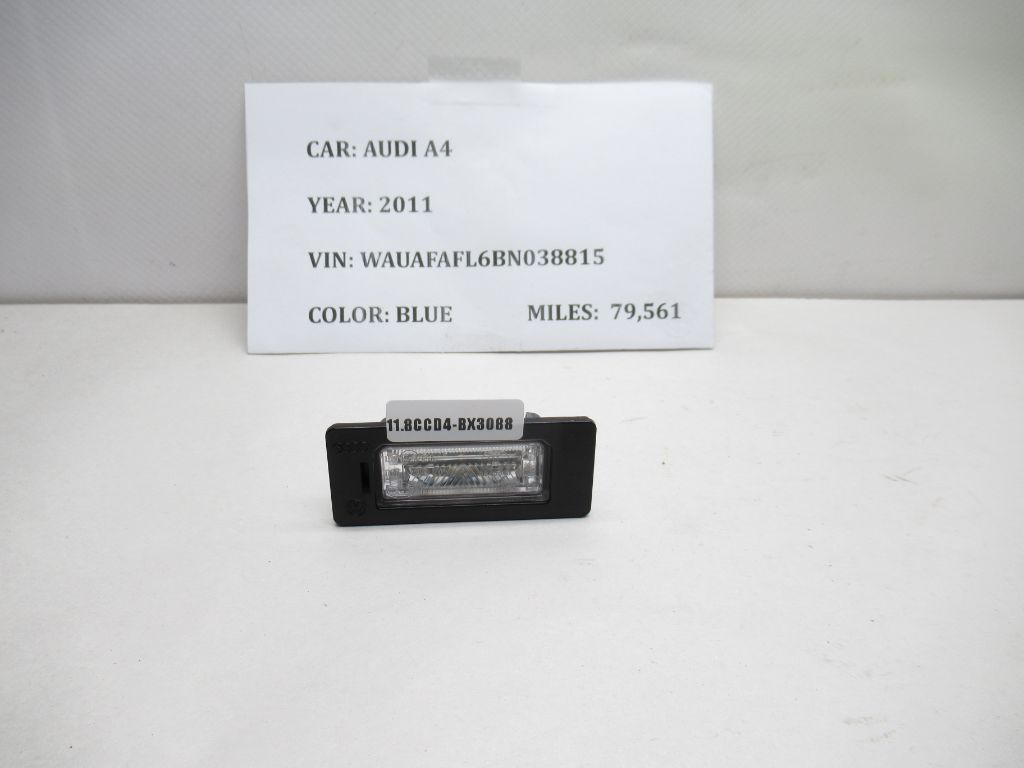 CAR: AUDI A4
YEAR: 2011
VIN: WAUAFAFL6BN038815
COLOR: BLUE MILES: 79,561
11.8CCD4-BX3088